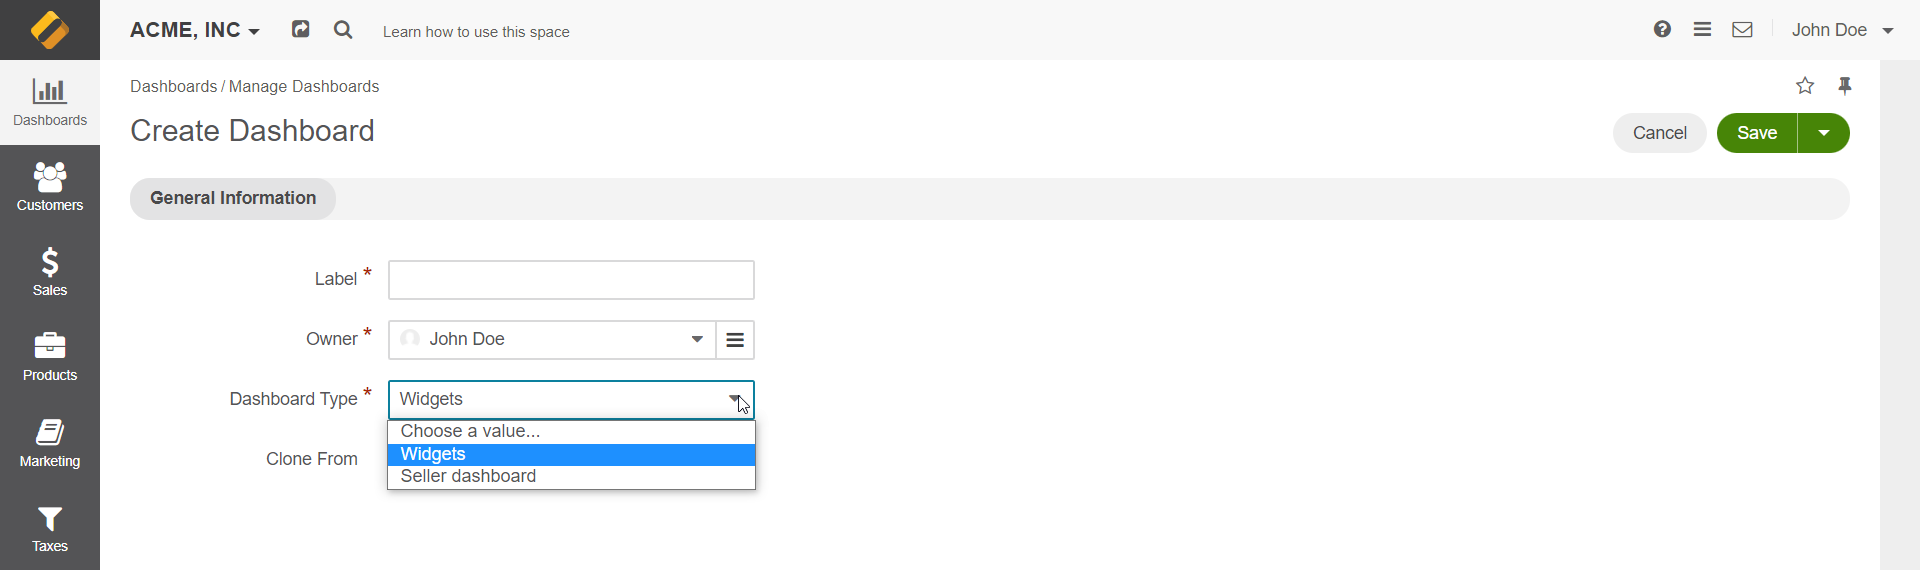 ACME, INC
Learn how to use this space
John Doe
Dashboards
Customers
Sales
Products
Marketing
Taxes
Dashboards / Manage Dashboards
Create Dashboard
Cancel
Save
General Information
Label *
Owner * John Doe
Dashboard Type * Widgets
Choose a value...
Widgets
Seller dashboard
Clone From